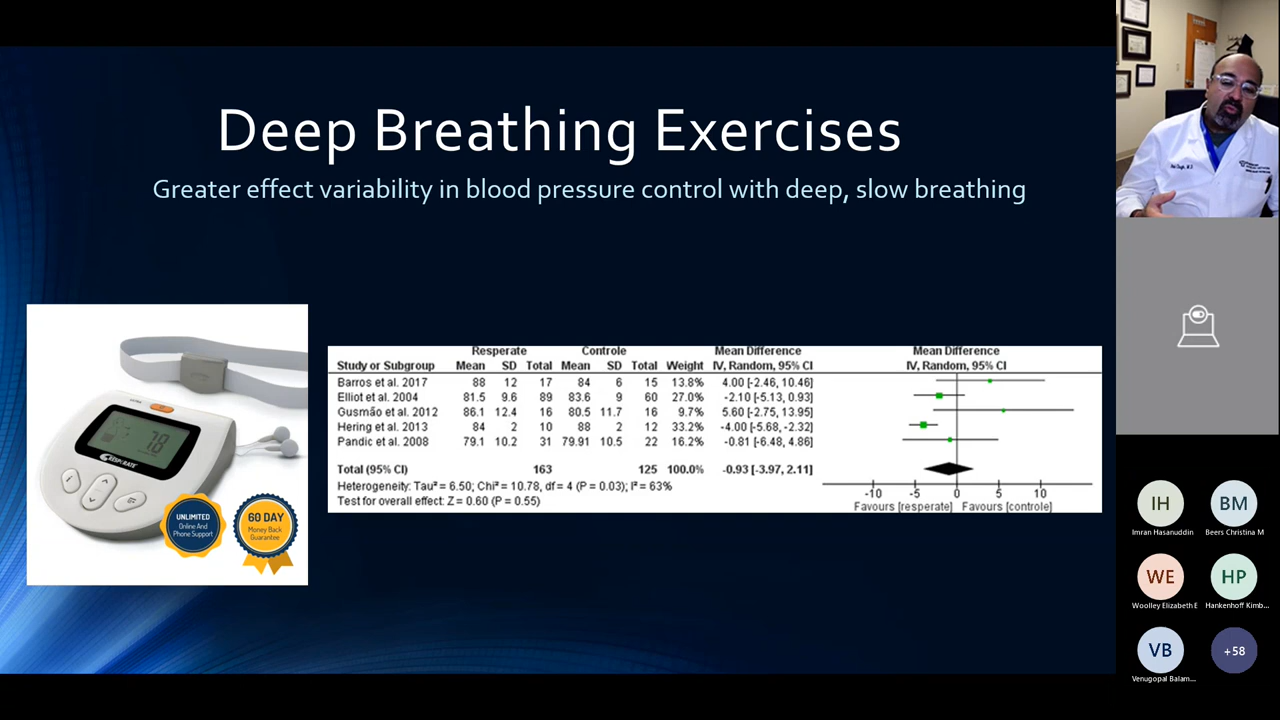 Deep Breathing Exercises
Greater effect variability in blood pressure control with deep, slow breathing
78
RESPERATE
UNLIMITED
Online And
Phone Support
60 DAY
Money Back
Guarantee
Resperate Controle Mean Difference Mean Difference
Study or Subgroup Mean SD Total Mean SD Total Weight IV, Random, 95% CI IV, Random, 95% CI
Barros et al. 2017 88 12 17 84 6 15 13.8% 4.00 [-2.46, 10.46]
Elliot et al. 2004 81.5 9.6 89 83.6 9 60 27.0% -2.10 [-5.13, 0.93]
Gusmão et al. 2012 86.1 12.4 16 80.5 11.7 16 9.7% 5.60 [-2.75, 13.95]
Hering et al. 2013 84 2 10 88 2 12 33.2% -4.00 [-5.68, -2.32]
Pandic et al. 2008 79.1 10.2 31 79.91 10.5 22 16.2% -0.81 [-6.48, 4.86]
Total (95% CI) 163 125 100.0% -0.93 [-3.97, 2.11]
Heterogeneity: Tau² = 6.50; Chi² = 10.78, df = 4 (P = 0.03); I² = 63%
Test for overall effect: Z = 0.60 (P = 0.55)
-10 -5 0 5 10
Favours [resperate] Favours [controle]
IH BM
Imran Hasanuddin Beers Christina M
WE HP
Woolley Elizabeth E Hankenhoff Kimb...
VB +58
Venugopal Balam...